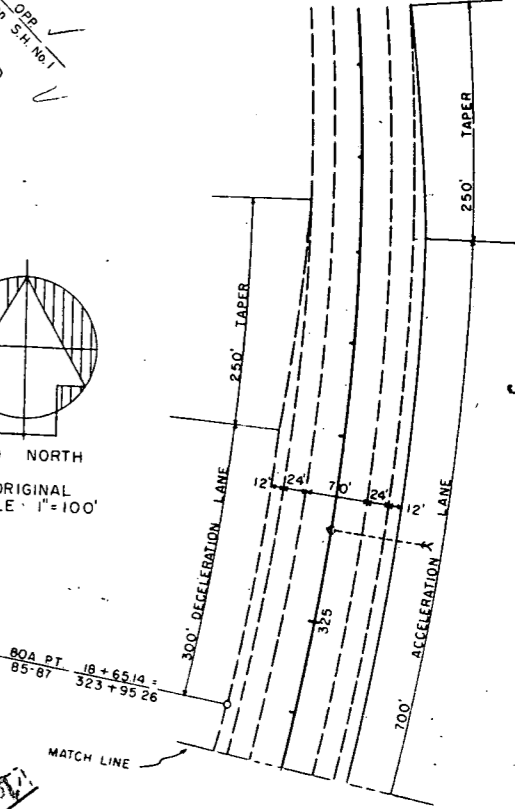 OPP.
S.H. No. 1
TAPER
250'
250' TAPER
NORTH
ORIGINAL
1"=100'
12' 24' 70' 24' 12'
300' DECELERATION LANE
ACCELERATION LANE
700'
325
80A PT. 18+65.14 =
85-87 323+95.26
MATCH LINE